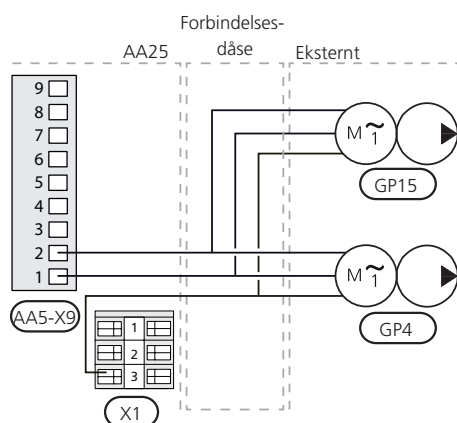 Forbindelses-
dåse
AA25
Eksternt
9
8
7
6
5
4
3
2
1
AA5-X9
M ~ 1
GP15
M ~ 1
GP4
1
2
3
X1